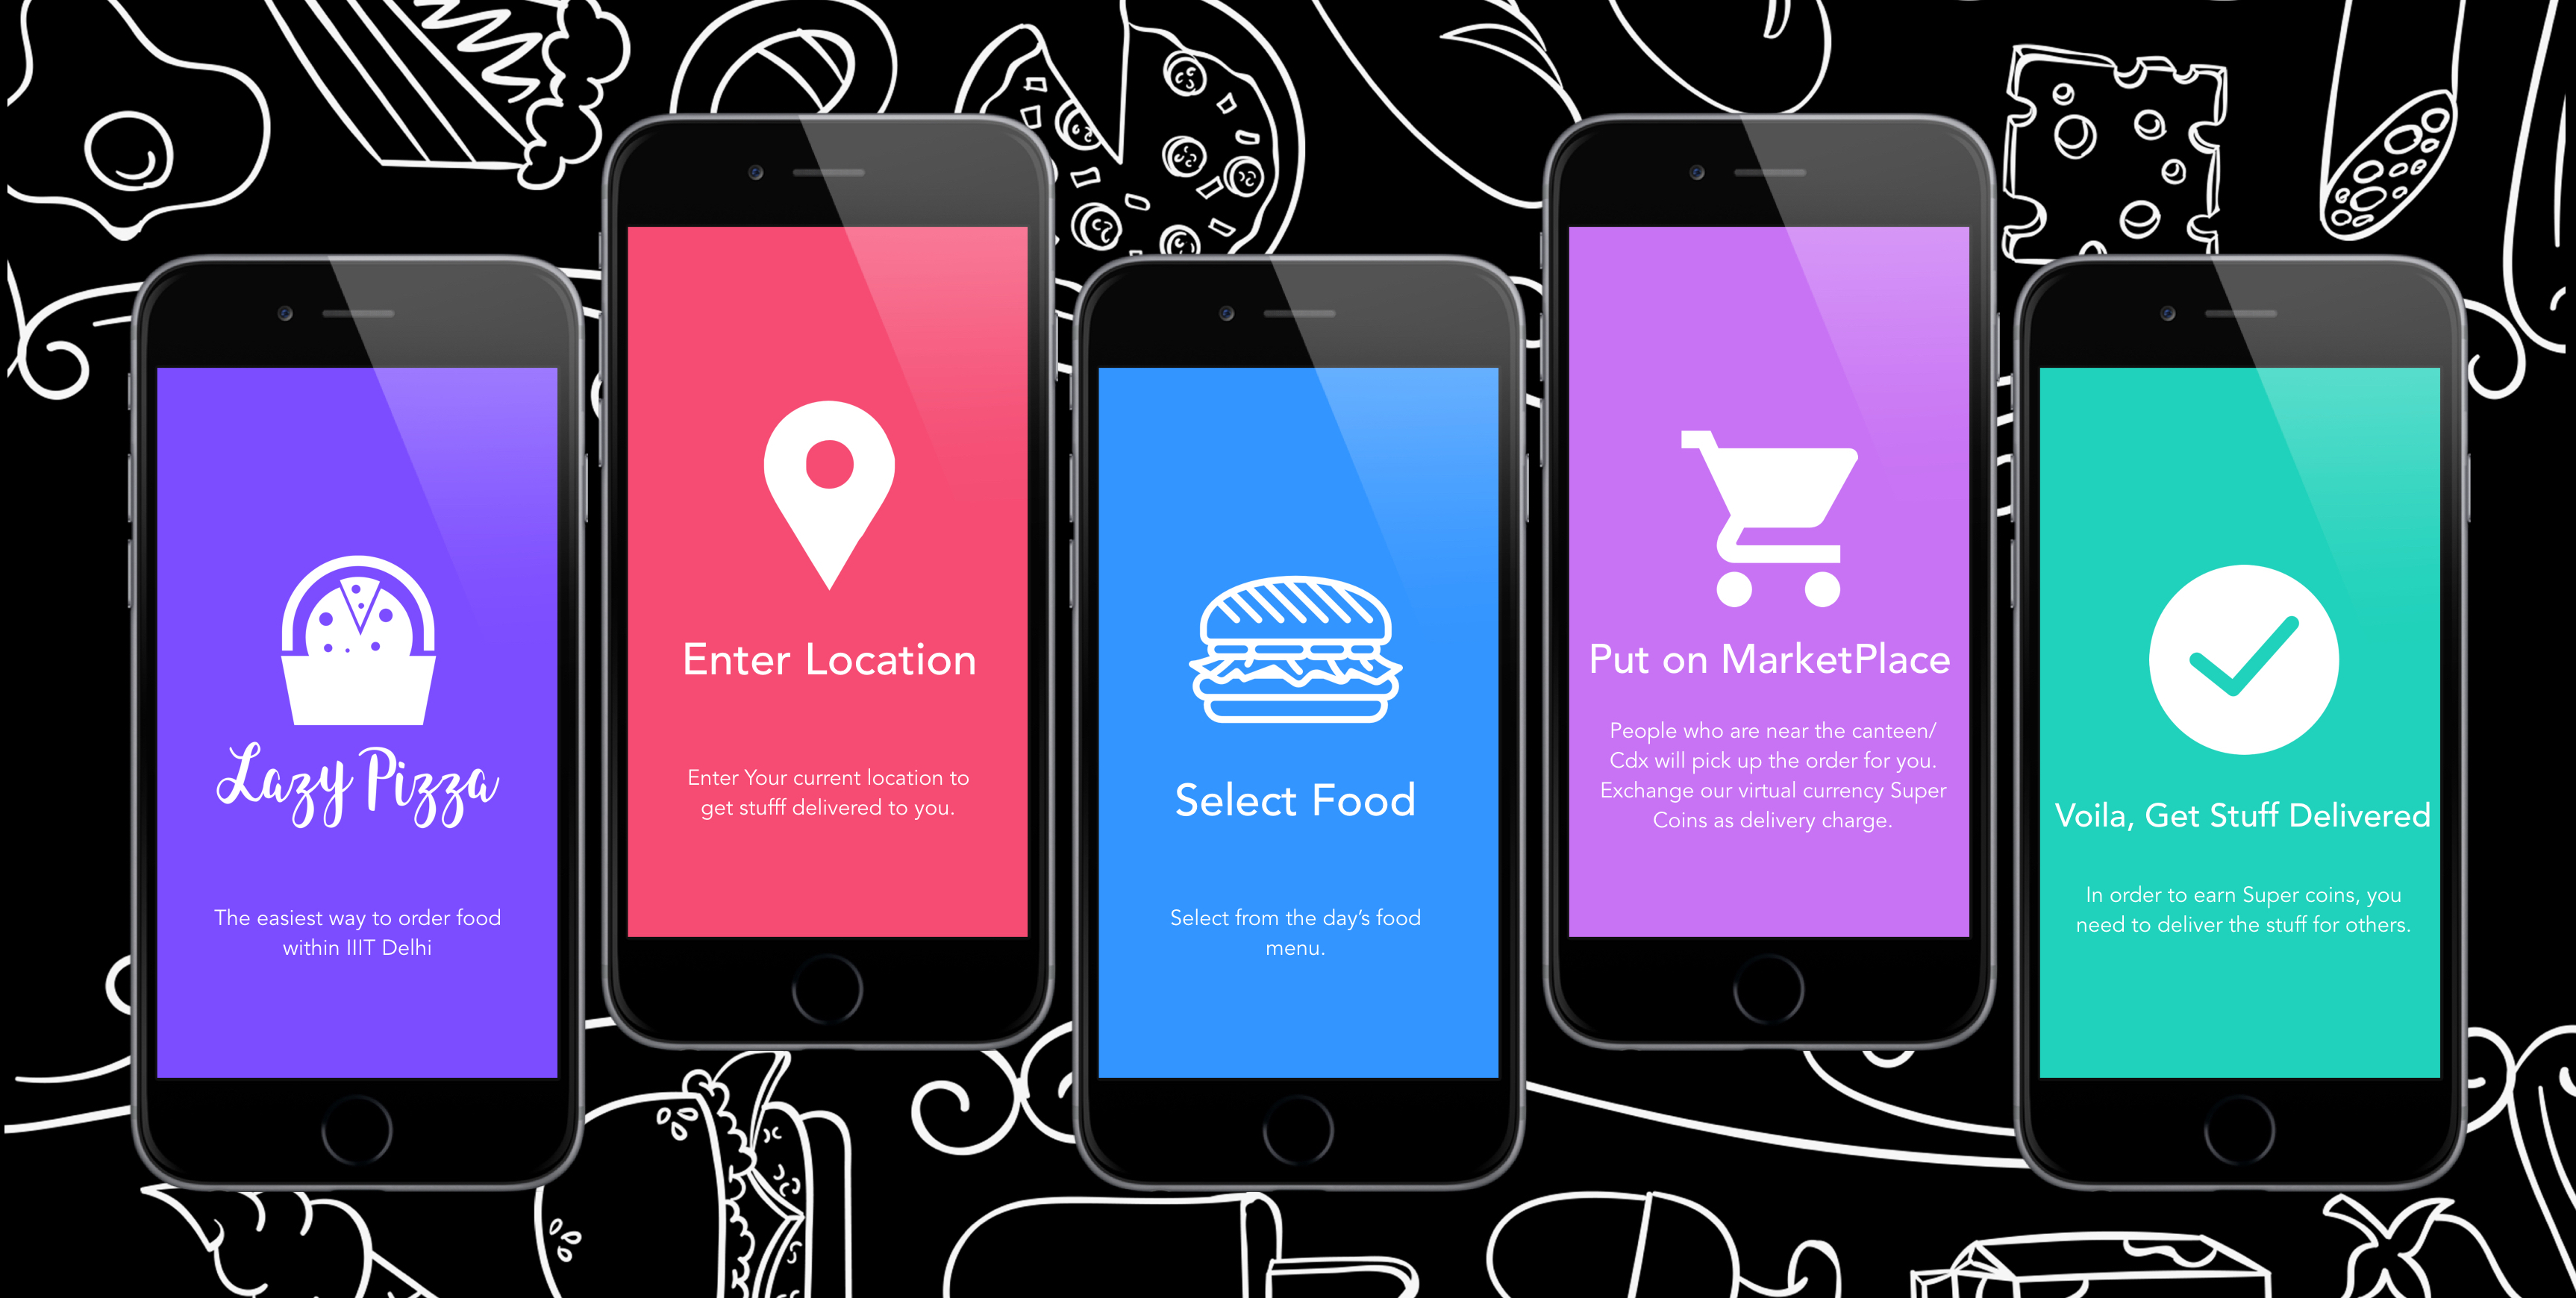 Lazy Pizza
The easiest way to order food
within IIIT Delhi
Enter Location
Enter Your current location to
get stufff delivered to you.
Select Food
Select from the day’s food
menu.
Put on MarketPlace
People who are near the canteen/
Cdx will pick up the order for you.
Exchange our virtual currency Super
Coins as delivery charge.
Voila, Get Stuff Delivered
In order to earn Super coins, you
need to deliver the stuff for others.